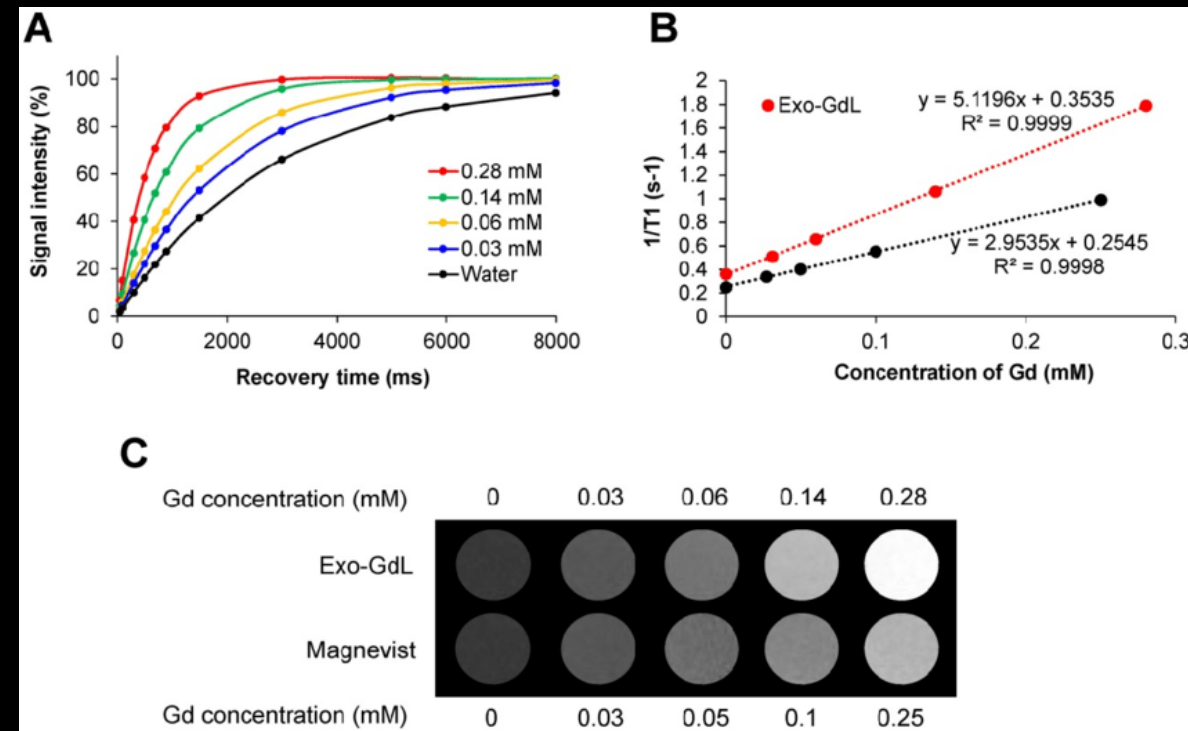 A
Signal intensity (%)
100
80
60
40
20
0
0 2000 4000 6000 8000
Recovery time (ms)
0.28 mM
0.14 mM
0.06 mM
0.03 mM
Water
B
1/T1 (s-1)
2
1.8
1.6
1.4
1.2
1
0.8
0.6
0.4
0.2
0
Exo-GdL
y = 5.1196x + 0.3535
R² = 0.9999
y = 2.9535x + 0.2545
R² = 0.9998
0 0.1 0.2 0.3
Concentration of Gd (mM)
C
Gd concentration (mM) 0 0.03 0.06 0.14 0.28
Exo-GdL
Magnevist
Gd concentration (mM) 0 0.03 0.05 0.1 0.25